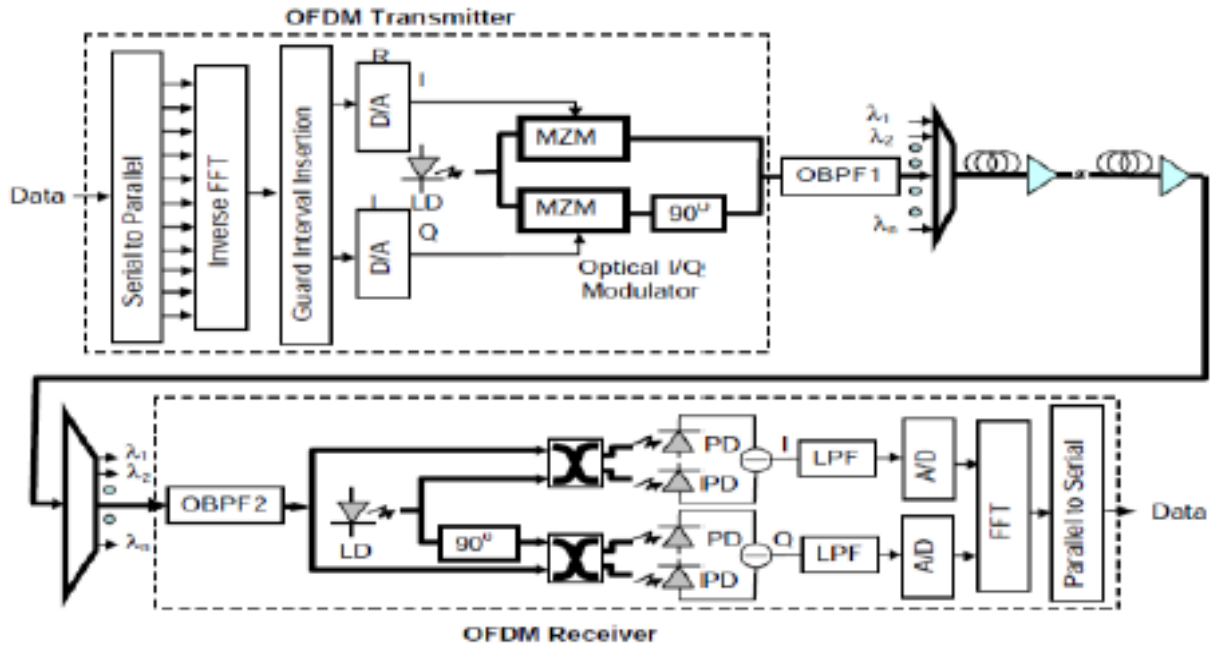 OFDM Transmitter
Data
Serial to Parallel
Inverse FFT
Guard Interval Insertion
R
D/A
I
LD
I
D/A
Q
MZM
MZM
90⁰
Optical I/Q
Modulator
OBPF1
λ1
λ2
λn
λ1
λ2
λn
OBPF2
LD
90⁰
PD
PD
PD
PD
I
Q
LPF
LPF
A/D
A/D
FFT
Parallel to Serial
Data
OFDM Receiver